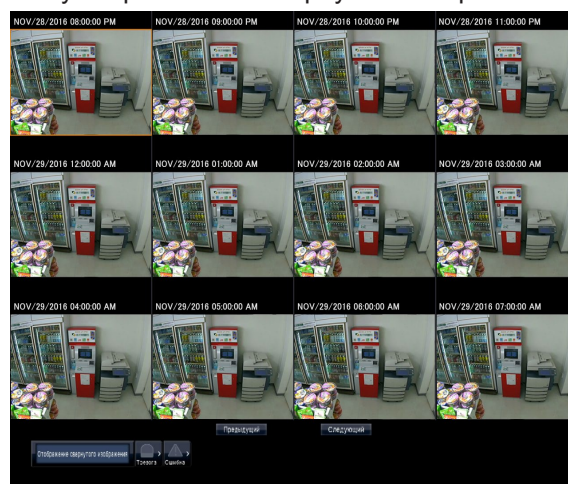 NOV/28/2016 08:00:00 PM NOV/28/2016 09:00:00 PM NOV/28/2016 10:00:00 PM NOV/28/2016 11:00:00 PM
NOV/29/2016 12:00:00 AM NOV/29/2016 01:00:00 AM NOV/29/2016 02:00:00 AM NOV/29/2016 03:00:00 AM
NOV/29/2016 04:00:00 AM NOV/29/2016 05:00:00 AM NOV/29/2016 06:00:00 AM NOV/29/2016 07:00:00 AM
Предыдущий Следующий
Отображение свернутого изображения
Тревога Сшибка